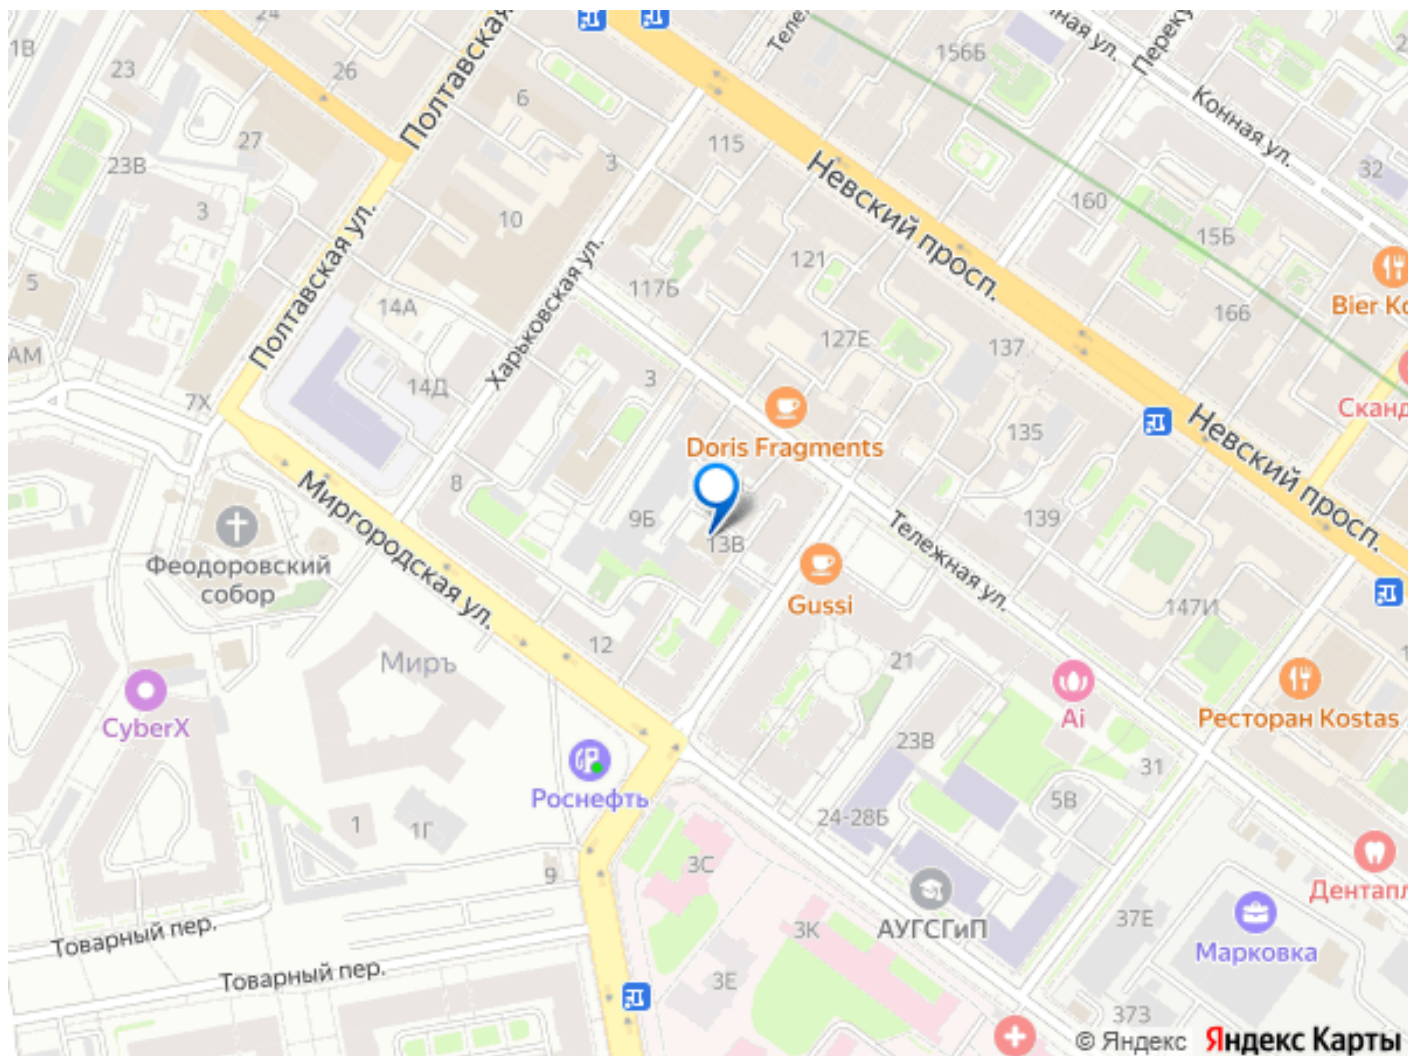 1В
24
23
26
27
23В
3
5
АМ
7Х
Полтавская
Полтавская ул.
6
3
10
14А
14Д
Харьковская ул.
115
156Б
Конная ул.
Невский просп.
160
32
15Б
166
121
117Б
127Е
137
3
Doris Fragments
135
Невский просп.
8
9Б
13В
139
Тележная ул.
147И
Gussi
Феодоровский
собор
Миргородская ул.
12
Миръ
21
Ai
Ресторан Kostas
CyberX
23В
31
5В
24-28Б
Роснефть
1
1Г
9
3С
3К
3Е
АУГСГиП
37Е
Марковка
373
Товарный пер.
Товарный пер.
© Яндекс Яндекс Карты